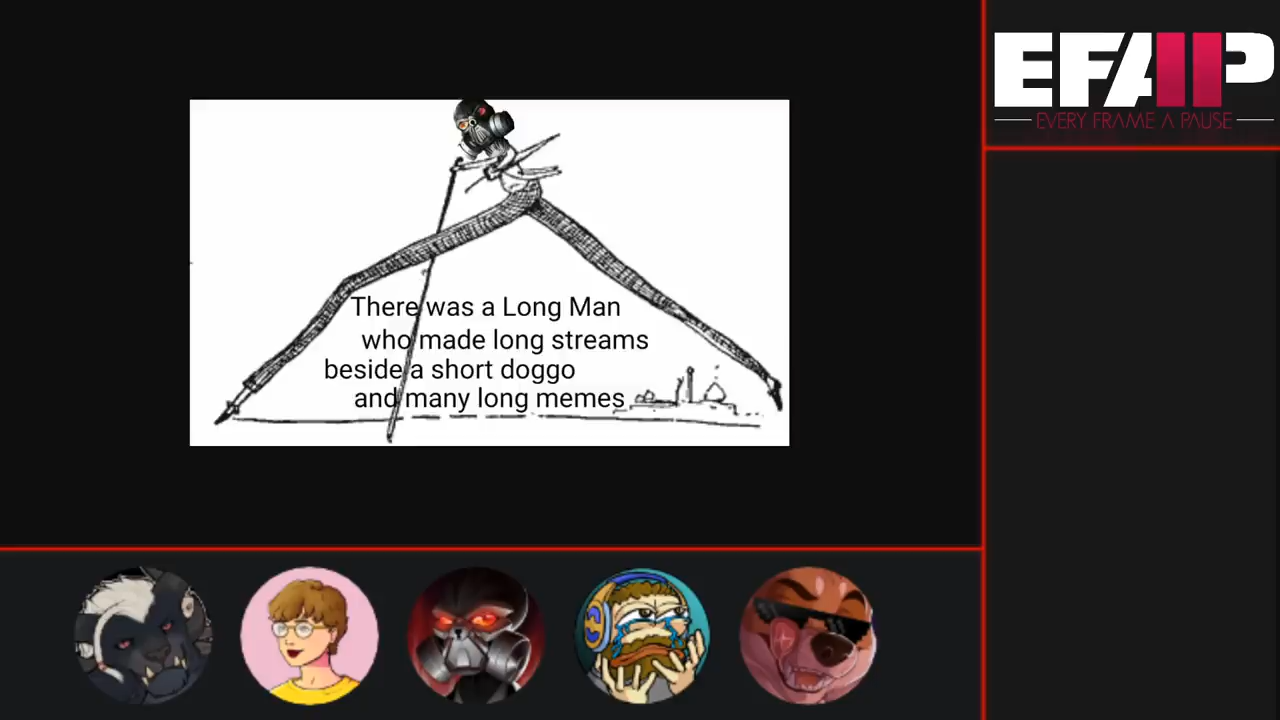 EFAP
EVERY FRAME A PAUSE
There was a Long Man
who made long streams
beside a short doggo
and many long memes